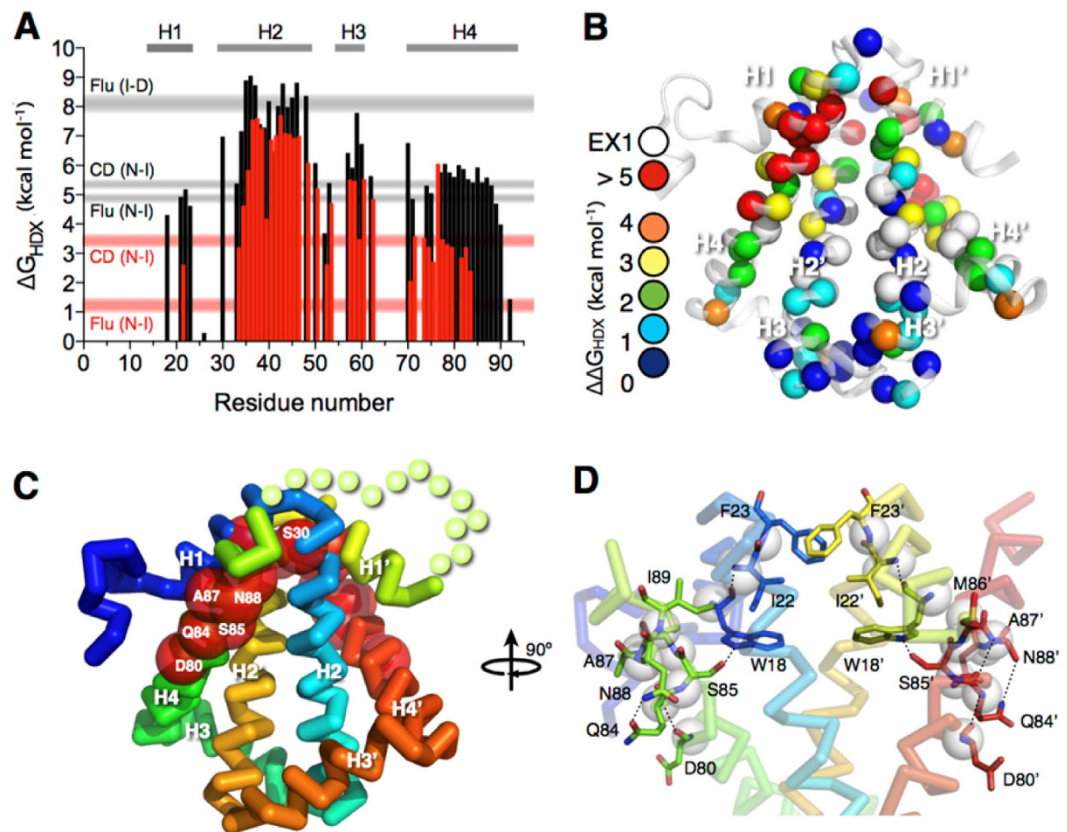 A
H1 H2 H3 H4
10
9
8
7
6
5
4
3
2
1
0
ΔG_HDX (kcal mol⁻¹)
Flu (I-D)
CD (N-I)
Flu (N-I)
CD (N-I)
Flu (N-I)
0 10 20 30 40 50 60 70 80 90
Residue number
B
EX1
> 5
4
3
2
1
0
ΔΔG_HDX (kcal mol⁻¹)
H1 H1'
H4 H2' H2 H4'
H3 H3'
C
S30
H1 H1'
A87 N88
Q84 S85
D80
H2' H2
H4 H4'
H3
H3'
90º
D
F23 F23'
I89
I22 I22'
M86'
A87 A87'
W18 W18'
N88 S85 S85' N88'
Q84 Q84'
D80 D80'